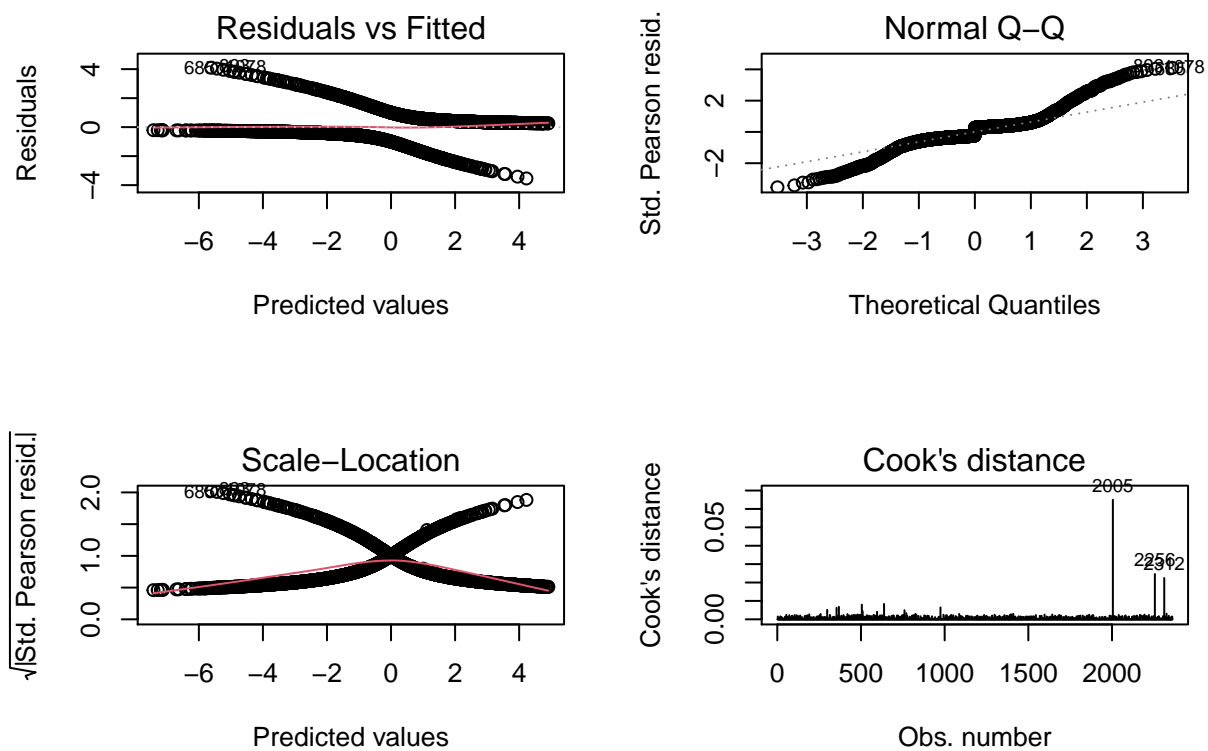 Residuals vs Fitted
Residuals
4
0
−4
−6 −4 −2 0 2 4
Predicted values
Normal Q−Q
Std. Pearson resid.
2
−2
−3 −2 −1 0 1 2 3
Theoretical Quantiles
Scale−Location
√|Std. Pearson resid.|
2.0
1.0
0.0
−6 −4 −2 0 2 4
Predicted values
Cook's distance
Cook's distance
0.05
0.00
2005
2256
2312
0 500 1000 1500 2000
Obs. number